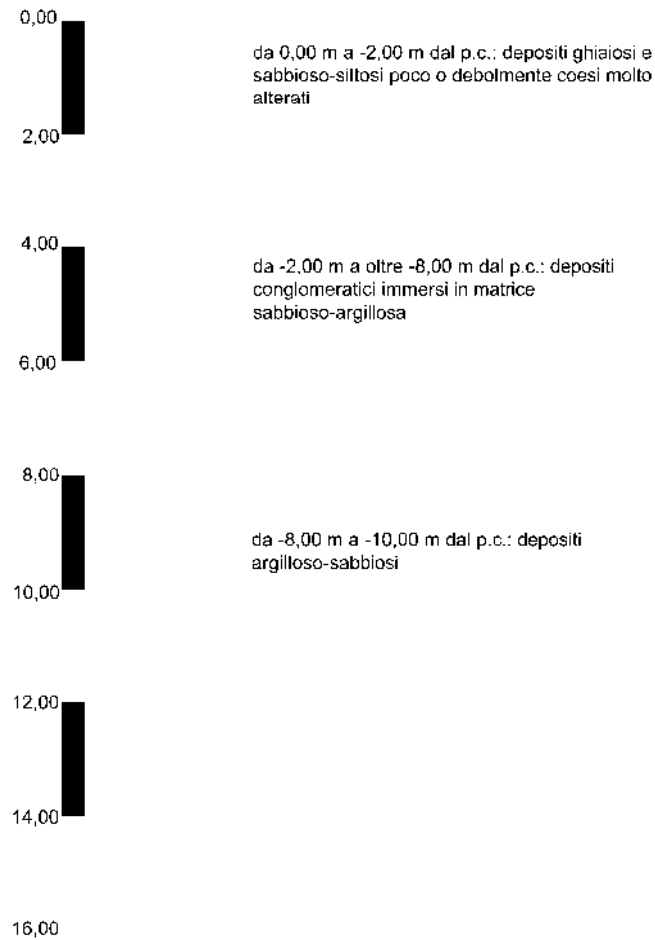 0,00
da 0,00 m a -2,00 m dal p.c.: depositi ghiaiosi e
sabbioso-siltosi poco o debolmente coesi molto
alterati
2,00
4,00
da -2,00 m a oltre -8,00 m dal p.c.: depositi
conglomeratici immersi in matrice
sabbioso-argillosa
6,00
8,00
da -8,00 m a -10,00 m dal p.c.: depositi
argilloso-sabbiosi
10,00
12,00
14,00
16,00